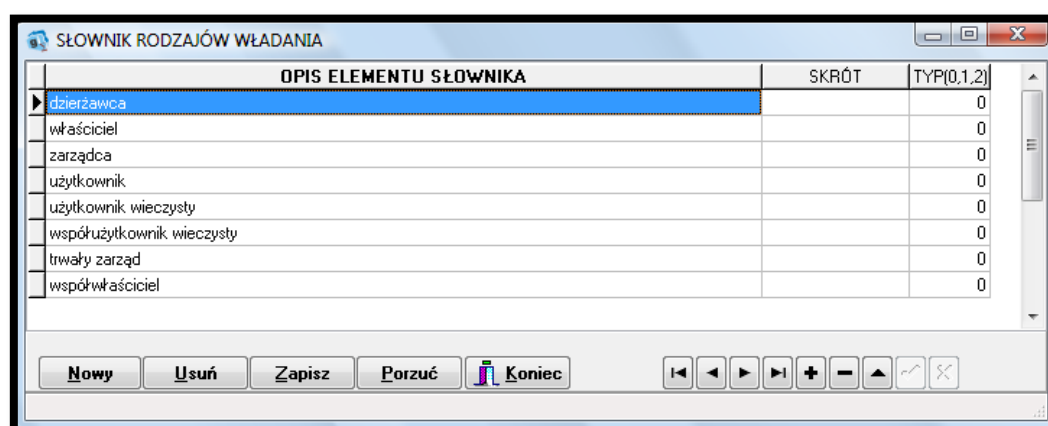 SŁOWNIK RODZAJÓW WŁADANIA
OPIS ELEMENTU SŁOWNIKA SKRÓT TYP(0,1,2)
dzierżawca 0
właściciel 0
zarządca 0
użytkownik 0
użytkownik wieczysty 0
współużytkownik wieczysty 0
trwały zarząd 0
współwłaściciel 0
Nowy Usuń Zapisz Porzuć Koniec